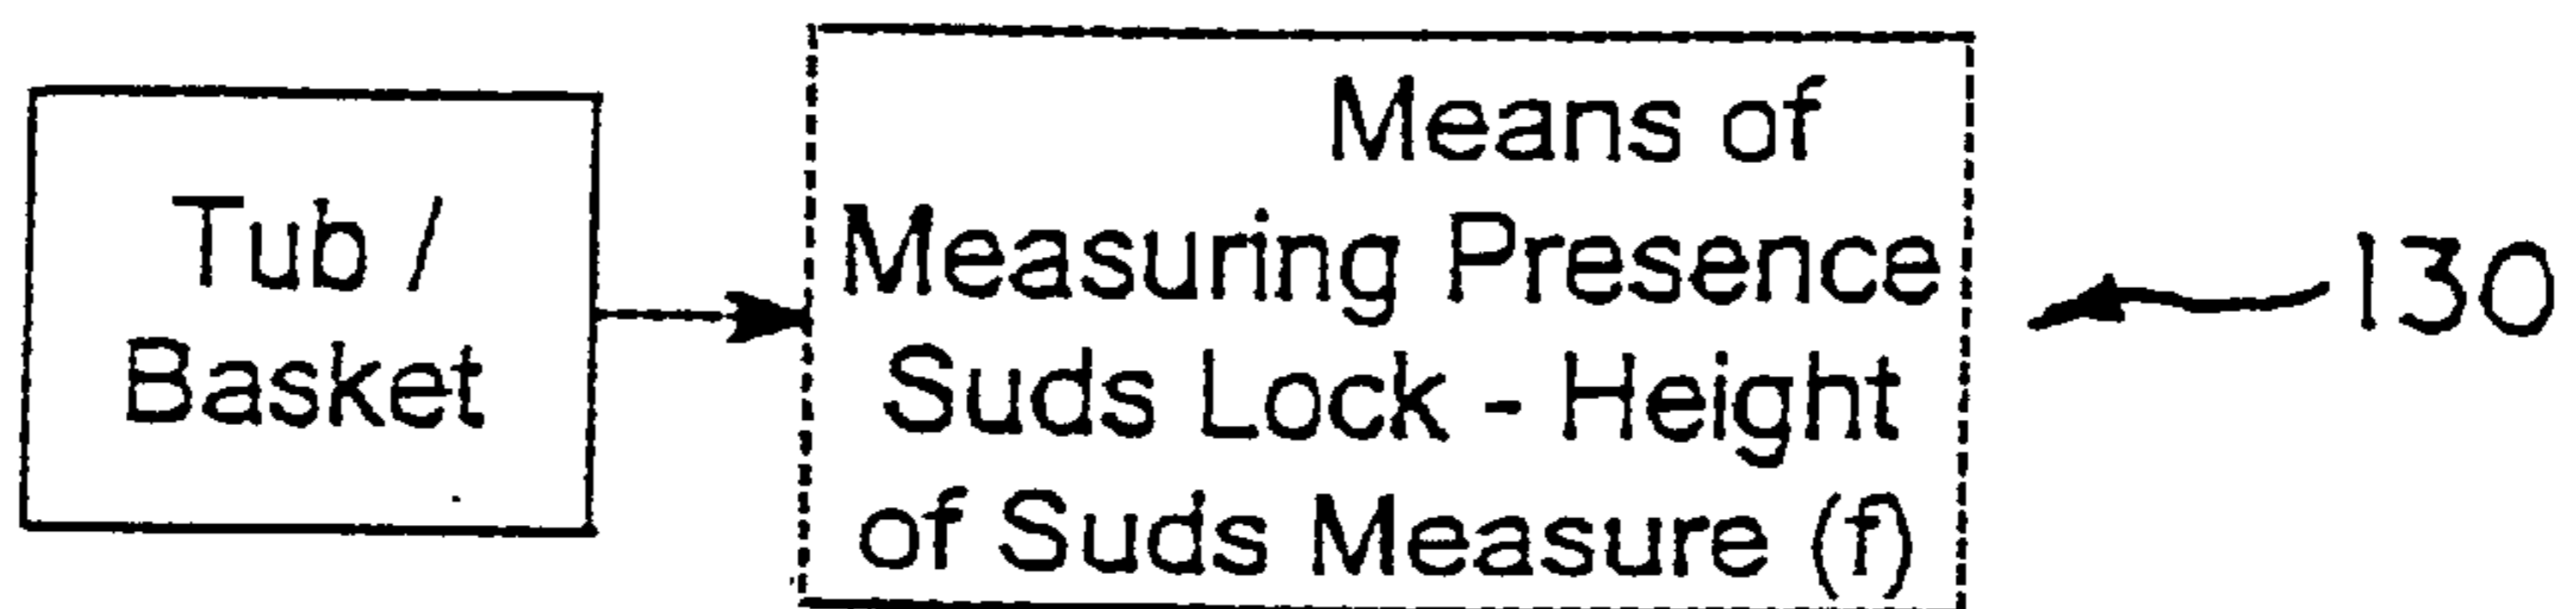 Tub /
Basket
Means of
Measuring Presence
Suds Lock - Height
of Suds Measure (f)
130